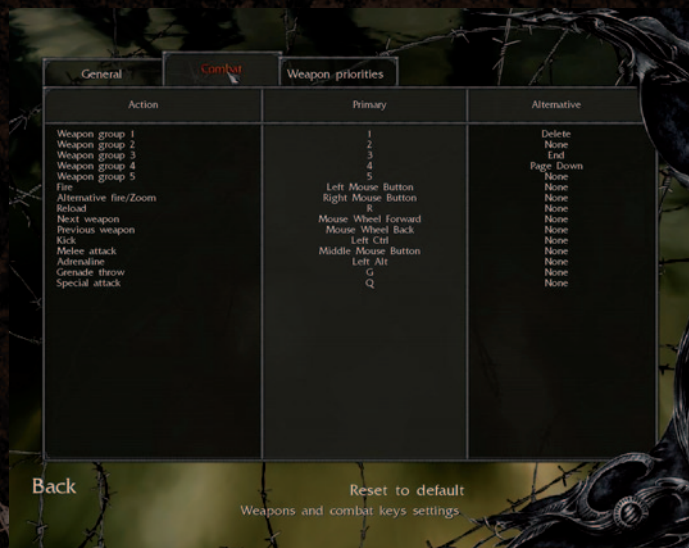 General Combat Weapon priorities
Action Primary Alternative
Weapon group 1 1 Delete
Weapon group 2 2 None
Weapon group 3 3 End
Weapon group 4 4 Page Down
Weapon group 5 5 None
Fire Left Mouse Button None
Alternative fire/Zoom Right Mouse Button None
Reload R None
Next weapon Mouse Wheel Forward None
Previous weapon Mouse Wheel Back None
Kick Left Ctrl None
Melee attack Middle Mouse Button None
Adrenaline Left Alt None
Grenade throw G None
Special attack Q None
Back Reset to default
Weapons and combat keys settings